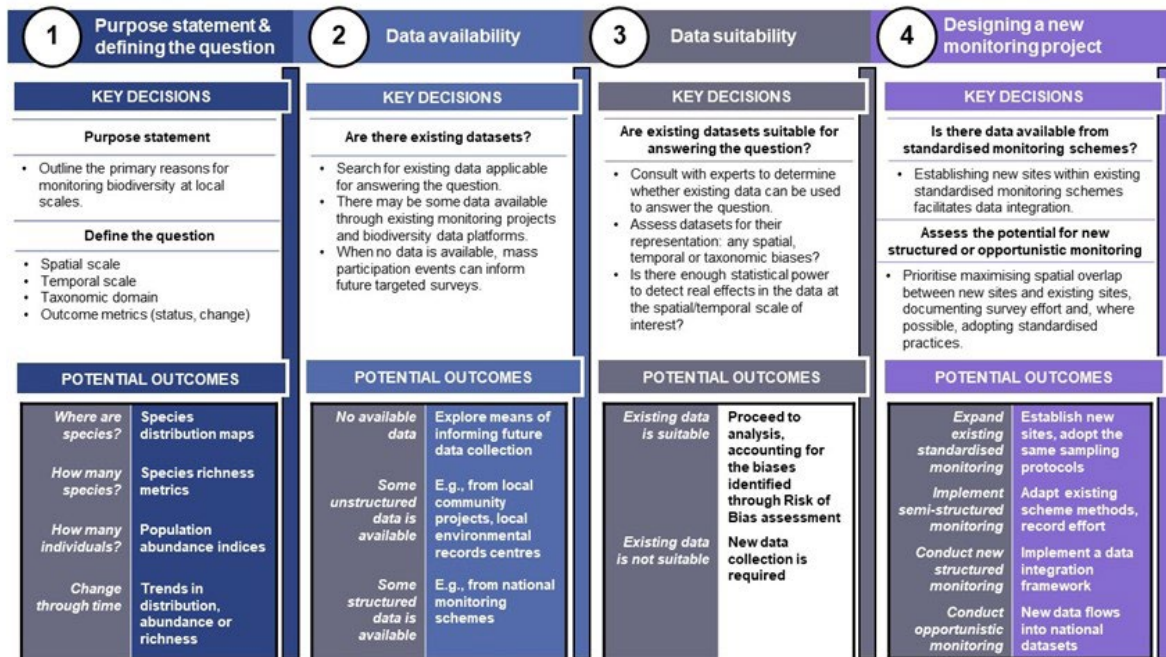 1
Purpose statement &
defining the question
2
Data availability
3
Data suitability
4
Designing a new
monitoring project
KEY DECISIONS
Purpose statement
• Outline the primary reasons for
monitoring biodiversity at local
scales.
Define the question
• Spatial scale
• Temporal scale
• Taxonomic domain
• Outcome metrics (status, change)
POTENTIAL OUTCOMES
Where are
species?
Species
distribution maps
How many
species?
Species richness
metrics
How many
individuals?
Population
abundance indices
Change
through time
Trends in
distribution,
abundance or
richness
KEY DECISIONS
Are there existing datasets?
• Search for existing data applicable
for answering the question.
• There may be some data available
through existing monitoring projects
and biodiversity data platforms.
• When no data is available, mass
participation events can inform
future targeted surveys.
POTENTIAL OUTCOMES
No available
data
Explore means of
informing future
data collection
Some
unstructured
data is
available
E.g., from local
community
projects, local
environmental
records centres
Some
structured
data is
available
E.g., from national
monitoring
schemes
KEY DECISIONS
Are existing datasets suitable for
answering the question?
• Consult with experts to determine
whether existing data can be used
to answer the question.
• Assess datasets for their
representation: any spatial,
temporal or taxonomic biases?
• Is there enough statistical power
to detect real effects in the data at
the spatial/temporal scale of
interest?
POTENTIAL OUTCOMES
Existing data
is suitable
Proceed to
analysis,
accounting for
the biases
identified
through Risk of
Bias assessment
Existing data
is not suitable
New data
collection is
required
KEY DECISIONS
Is there data available from
standardised monitoring schemes?
• Establishing new sites within existing
standardised monitoring schemes
facilitates data integration.
Assess the potential for new
structured or opportunistic monitoring
• Prioritise maximising spatial overlap
between new sites and existing sites,
documenting survey effort and, where
possible, adopting standardised
practices.
POTENTIAL OUTCOMES
Expand
existing
standardised
monitoring
Establish new
sites, adopt the
same sampling
protocols
Implement
semi-structured
monitoring
Adapt existing
scheme methods,
record effort
Conduct new
structured
monitoring
Implement a data
integration
framework
Conduct
opportunistic
monitoring
New data flows
into national
datasets